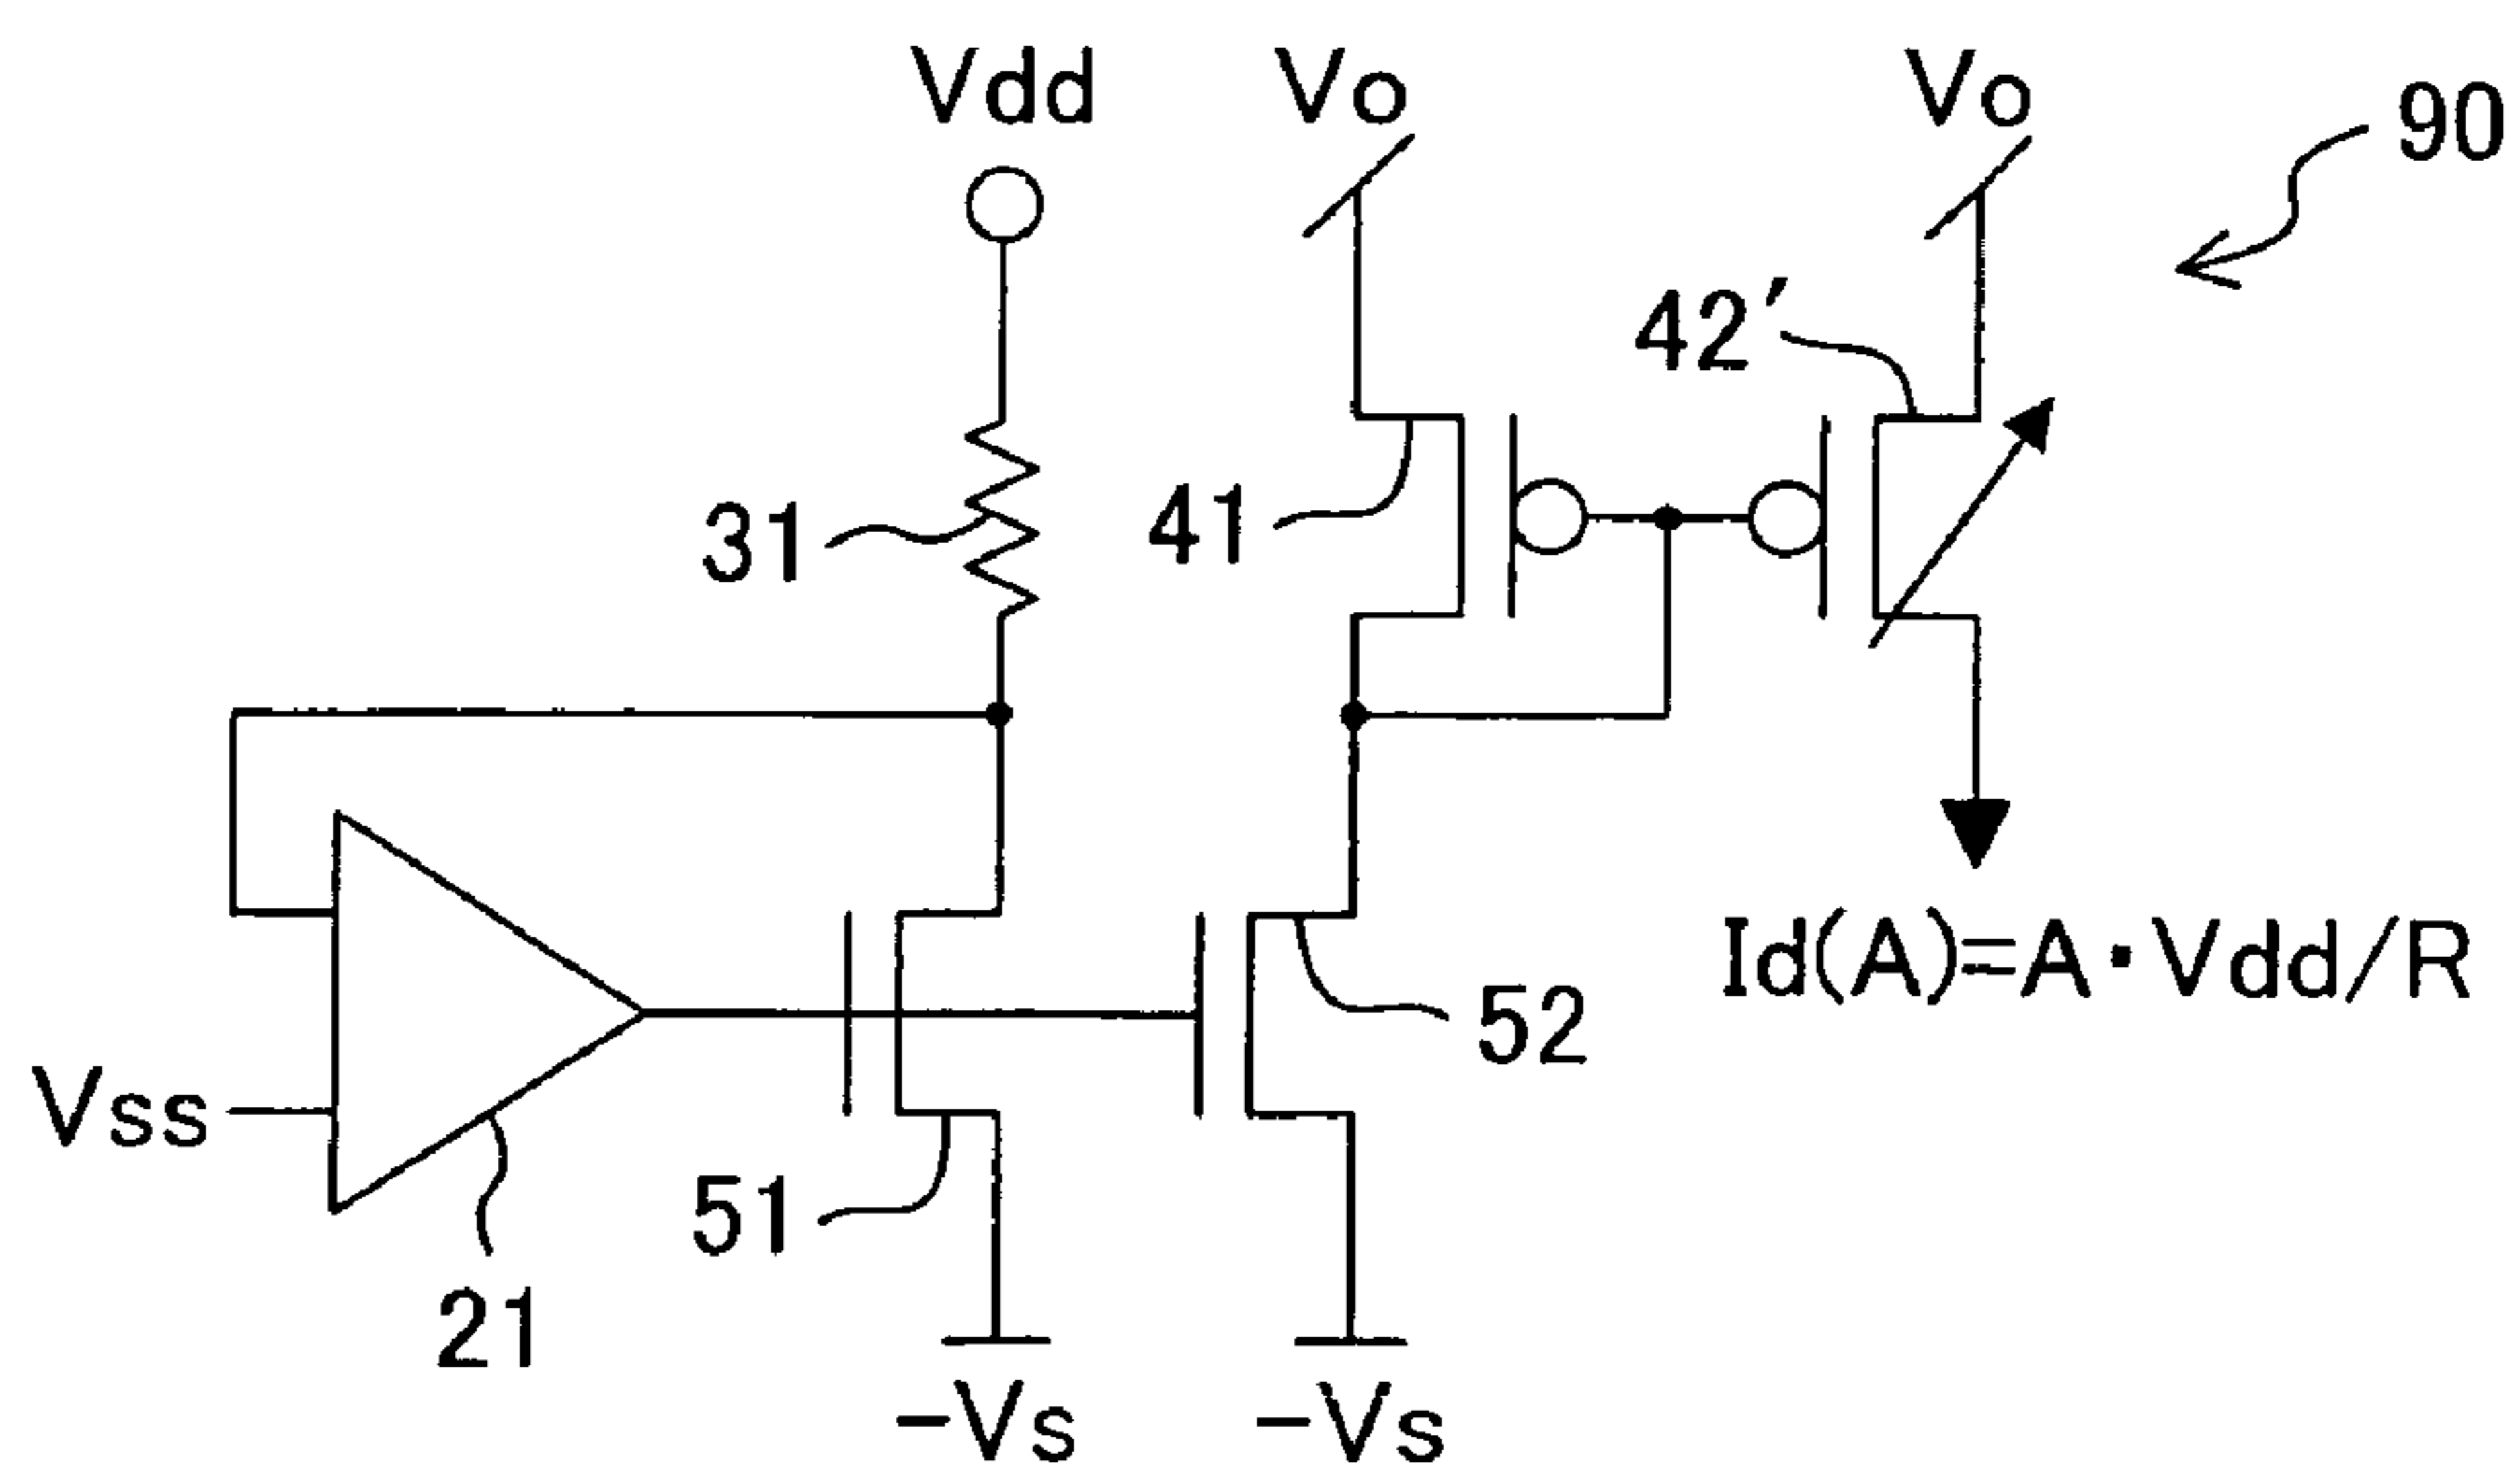 Vdd
Vo
Vo
90
42'
31
41
Id(A)=A・Vdd/R
52
Vss
51
21
-Vs
-Vs